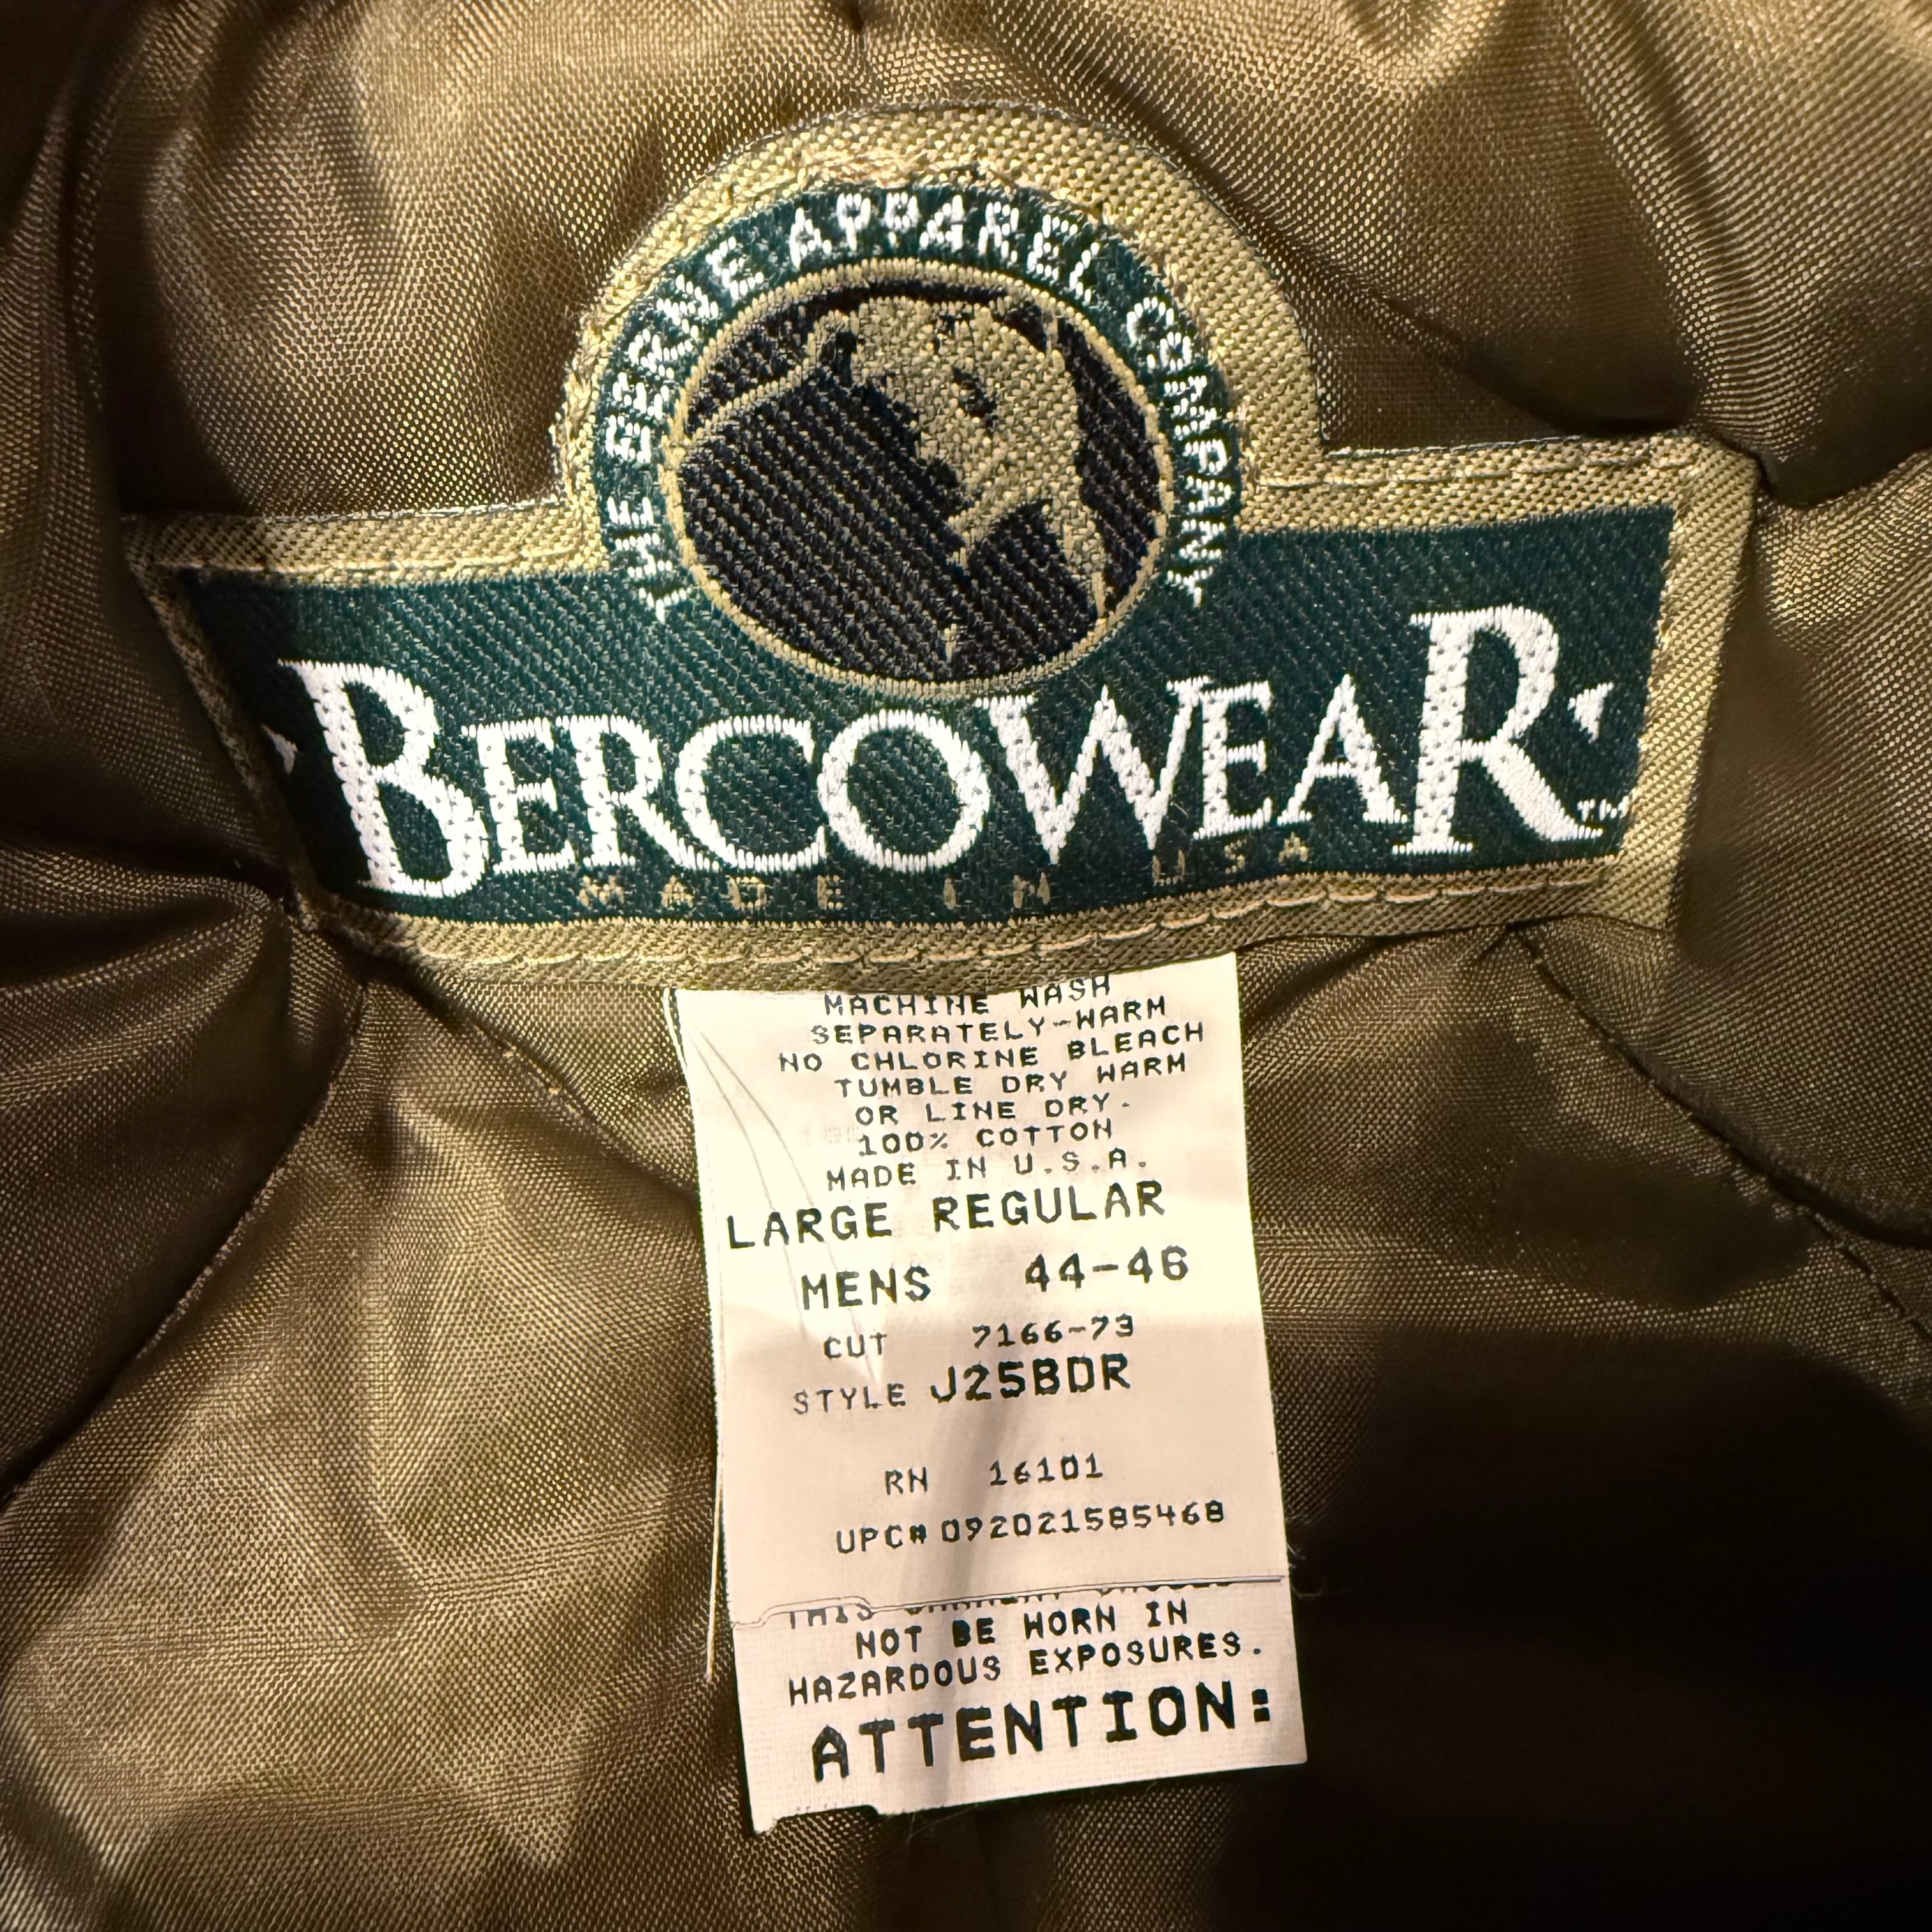 THE BERNE APPAREL COMPANY
BERCOWEAR™
MADE IN USA
MACHINE WASH
SEPARATELY-WARM
NO CHLORINE BLEACH
TUMBLE DRY WARM
OR LINE DRY.
100% COTTON
MADE IN U.S.A.
LARGE REGULAR
MENS 44-46
CUT 7166-73
STYLE J25BDR
RN 16101
UPC# 092021585468
THIS
NOT BE WORN IN
HAZARDOUS EXPOSURES.
ATTENTION: